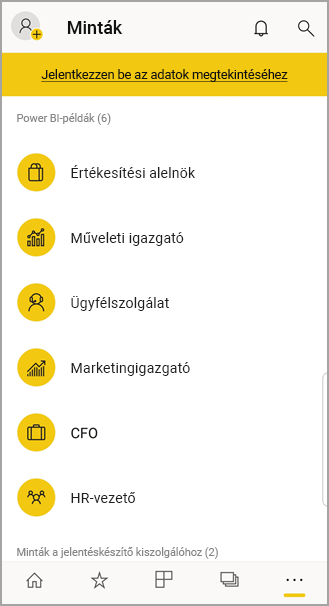 Minták
Jelentkezzen be az adatok megtekintéséhez
Power BI-példák (6)
Értékesítési alelnök
Műveleti igazgató
Ügyfélszolgálat
Marketingigazgató
CFO
HR-vezető
Minták a jelentéskészítő kiszolgálóhoz (2)